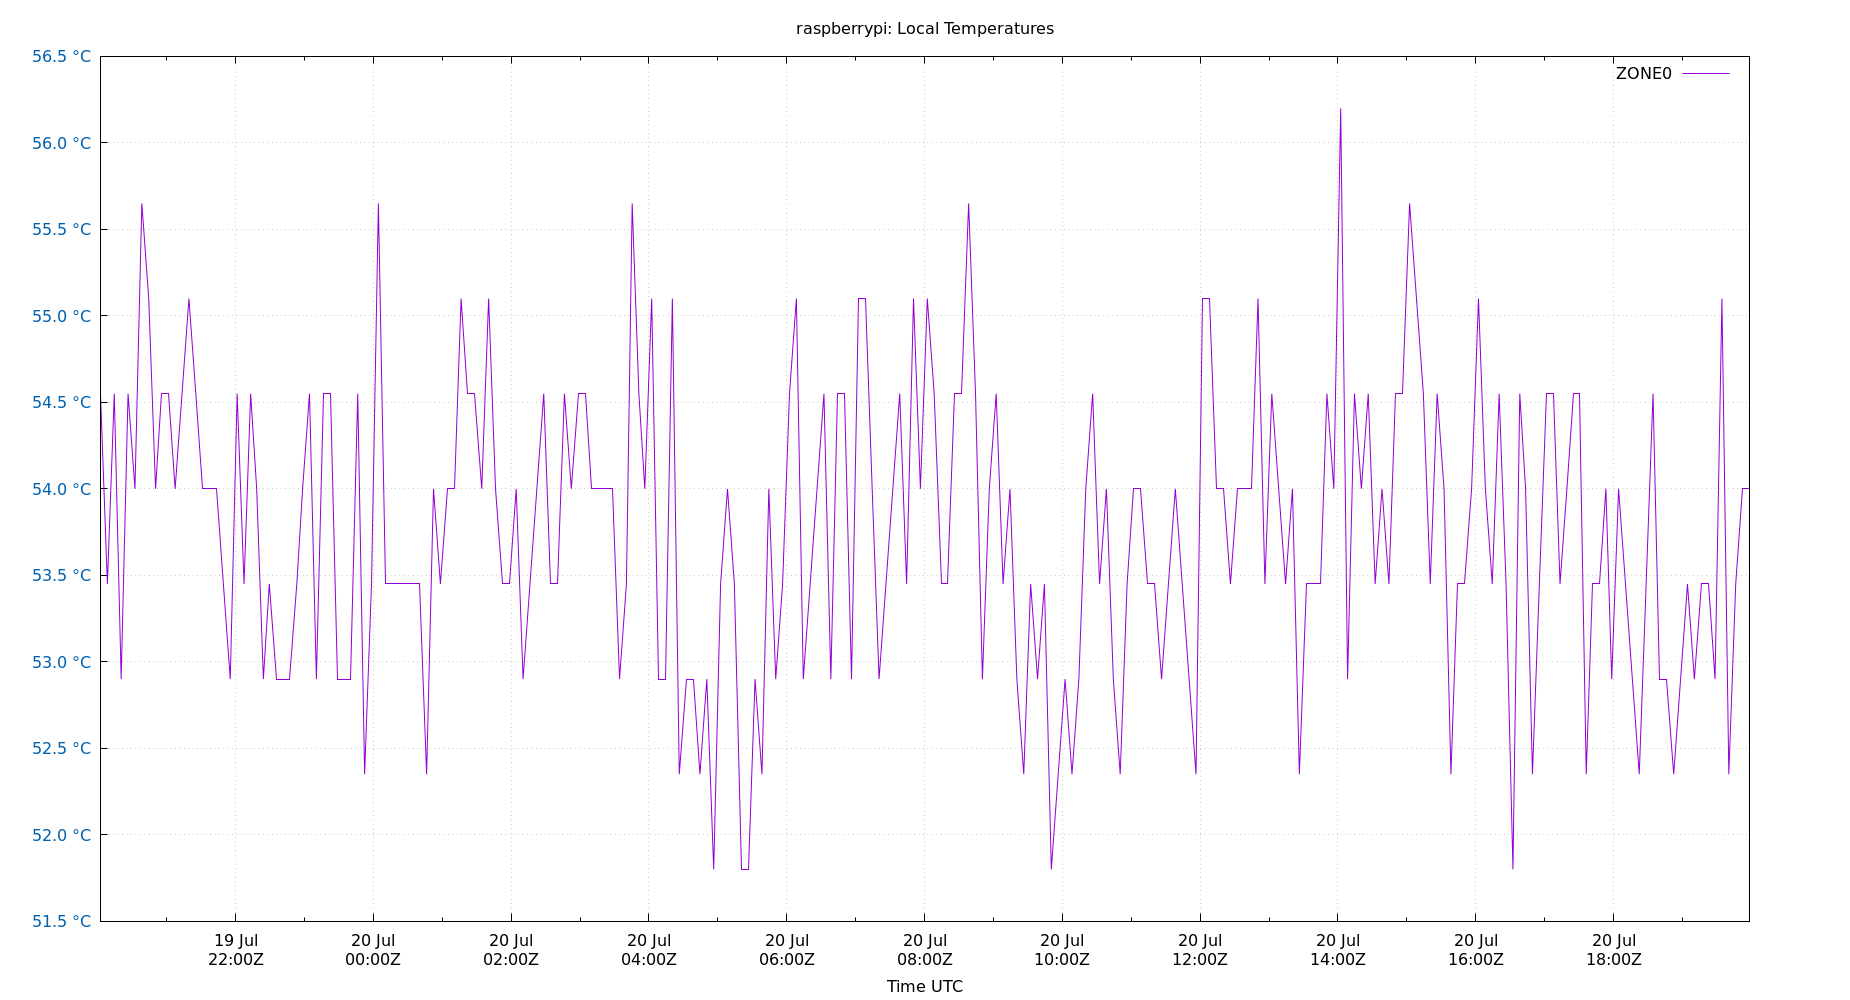 raspberrypi: Local Temperatures
ZONE0
56.5 °C
56.0 °C
55.5 °C
55.0 °C
54.5 °C
54.0 °C
53.5 °C
53.0 °C
52.5 °C
52.0 °C
51.5 °C
19 Jul 20 Jul 20 Jul 20 Jul 20 Jul 20 Jul 20 Jul 20 Jul 20 Jul 20 Jul 20 Jul
22:00Z 00:00Z 02:00Z 04:00Z 06:00Z 08:00Z 10:00Z 12:00Z 14:00Z 16:00Z 18:00Z
Time UTC